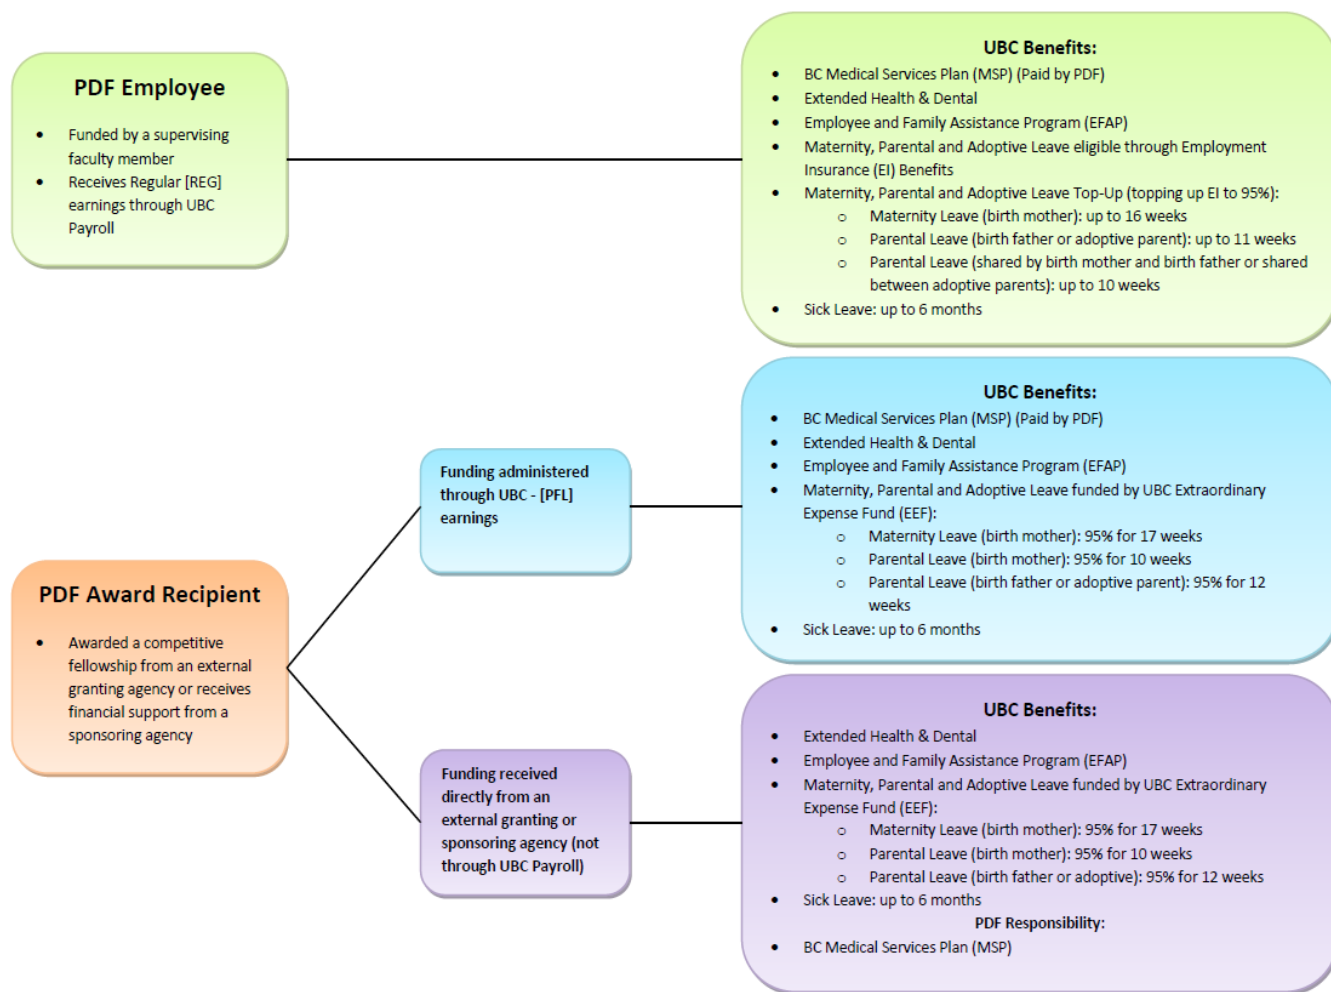 PDF Employee
• Funded by a supervising
faculty member
• Receives Regular [REG]
earnings through UBC
Payroll
UBC Benefits:
• BC Medical Services Plan (MSP) (Paid by PDF)
• Extended Health & Dental
• Employee and Family Assistance Program (EFAP)
• Maternity, Parental and Adoptive Leave eligible through Employment
Insurance (EI) Benefits
• Maternity, Parental and Adoptive Leave Top-Up (topping up EI to 95%):
o Maternity Leave (birth mother): up to 16 weeks
o Parental Leave (birth father or adoptive parent): up to 11 weeks
o Parental Leave (shared by birth mother and birth father or shared
between adoptive parents): up to 10 weeks
• Sick Leave: up to 6 months
PDF Award Recipient
• Awarded a competitive
fellowship from an external
granting agency or receives
financial support from a
sponsoring agency
Funding administered
through UBC - [PFL]
earnings
UBC Benefits:
• BC Medical Services Plan (MSP) (Paid by PDF)
• Extended Health & Dental
• Employee and Family Assistance Program (EFAP)
• Maternity, Parental and Adoptive Leave funded by UBC Extraordinary
Expense Fund (EEF):
o Maternity Leave (birth mother): 95% for 17 weeks
o Parental Leave (birth mother): 95% for 10 weeks
o Parental Leave (birth father or adoptive parent): 95% for 12
weeks
• Sick Leave: up to 6 months
Funding received
directly from an
external granting or
sponsoring agency (not
through UBC Payroll)
UBC Benefits:
• Extended Health & Dental
• Employee and Family Assistance Program (EFAP)
• Maternity, Parental and Adoptive Leave funded by UBC Extraordinary
Expense Fund (EEF):
o Maternity Leave (birth mother): 95% for 17 weeks
o Parental Leave (birth mother): 95% for 10 weeks
o Parental Leave (birth father or adoptive): 95% for 12 weeks
• Sick Leave: up to 6 months
PDF Responsibility:
• BC Medical Services Plan (MSP)